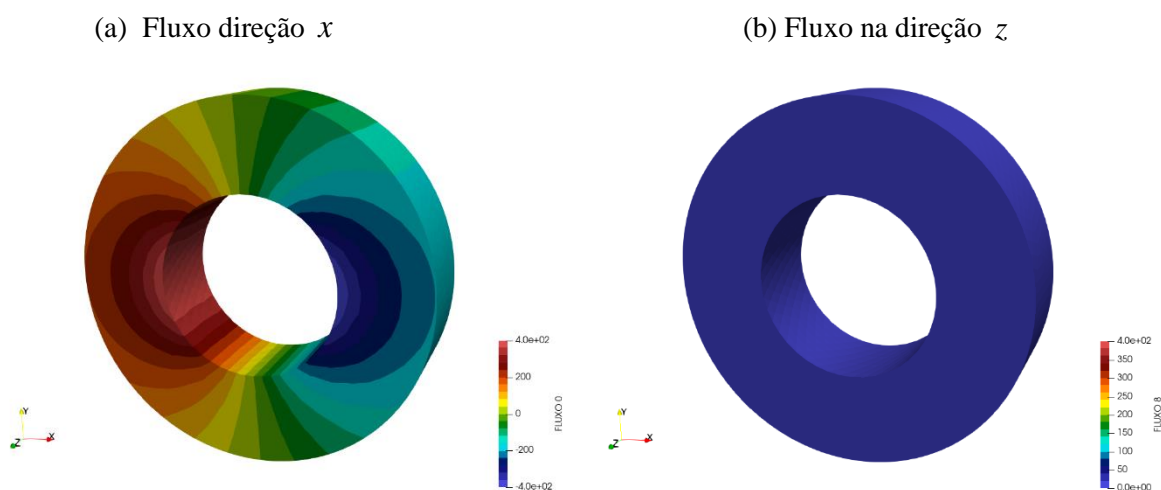 (a) Fluxo direção x
(b) Fluxo na direção z
4.0e+02
200
0
-200
-4.0e+02
FLUXO 0
Y
X
Z
4.0e+02
350
300
250
200
150
100
50
0.0e+00
FLUXO 8
Y
X
Z